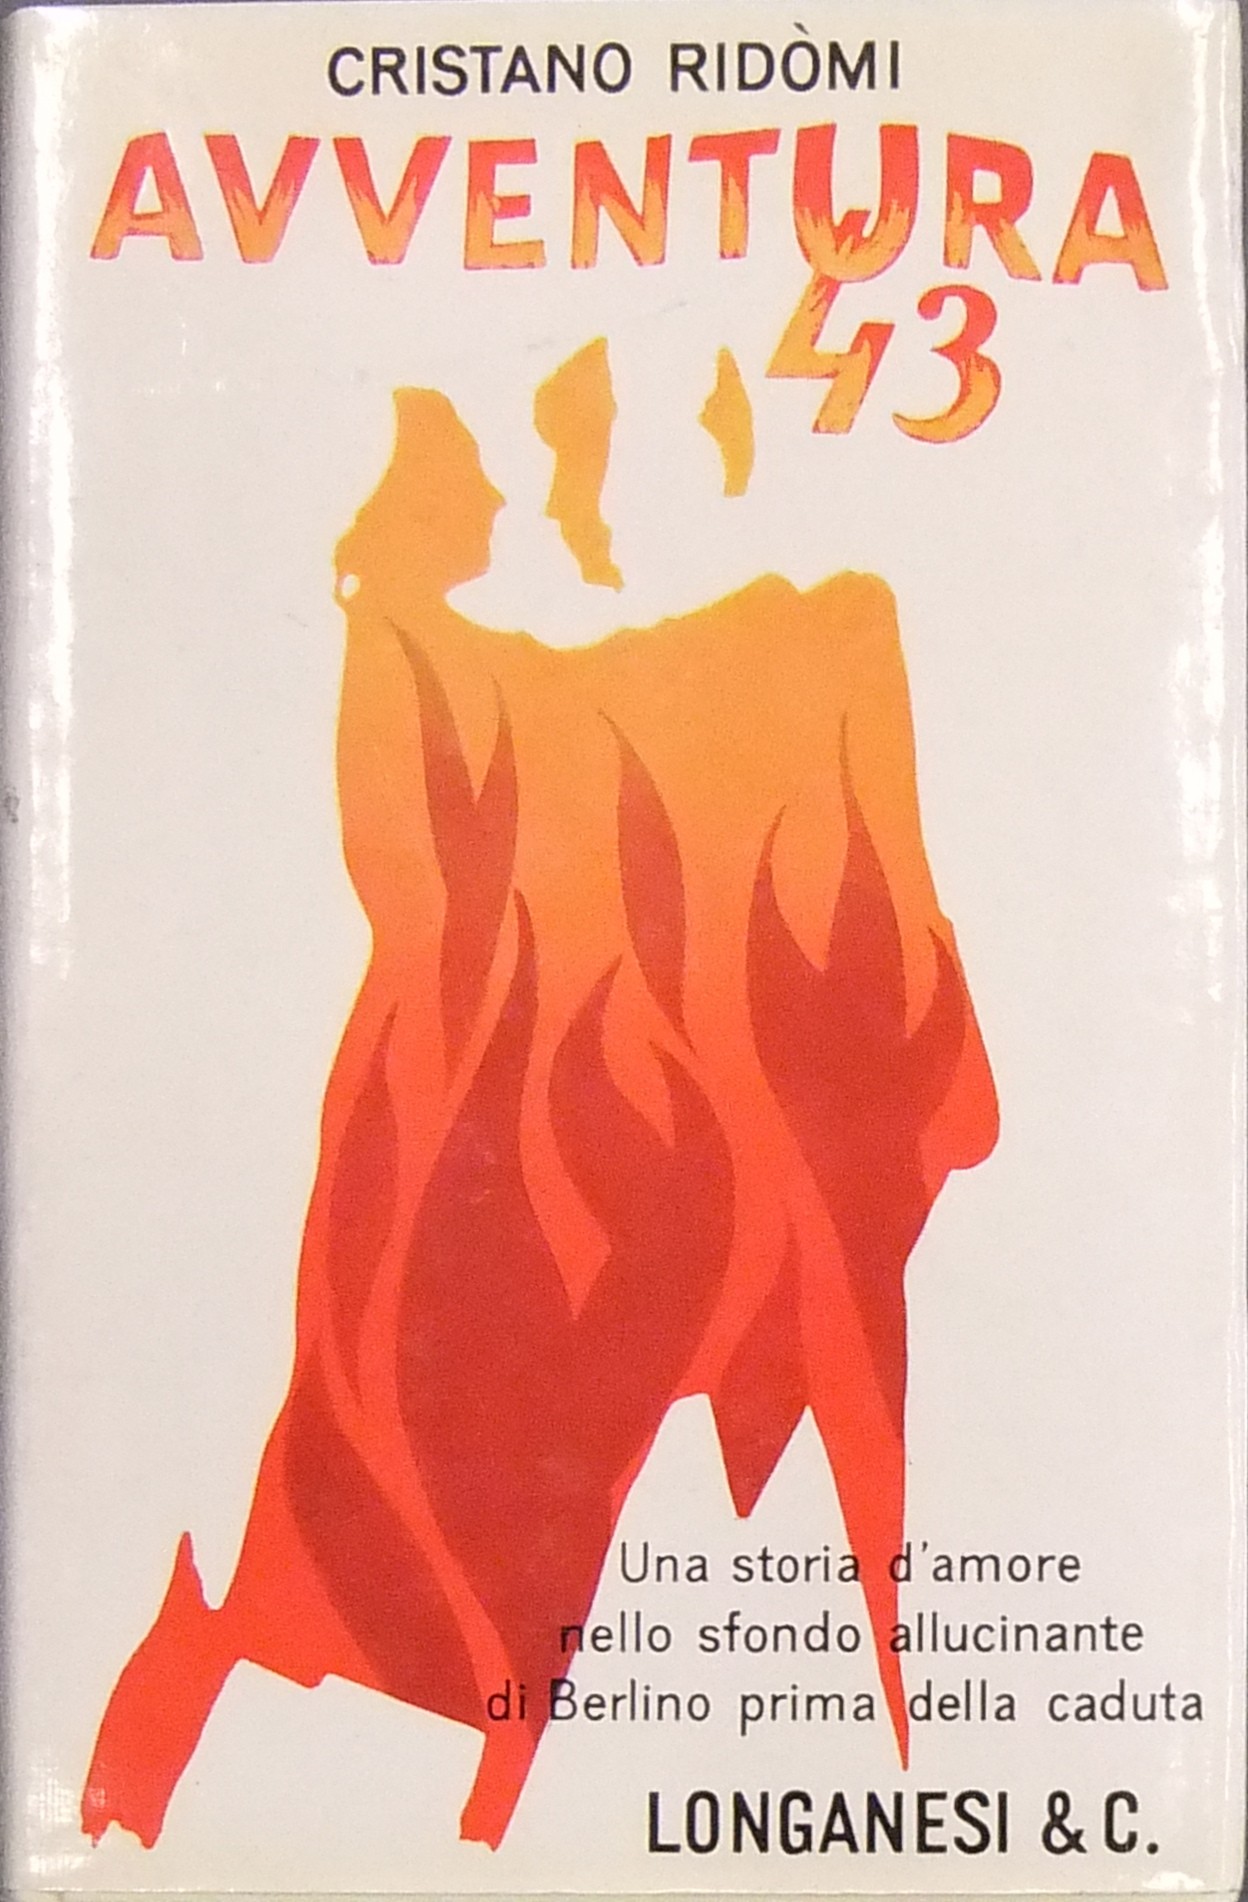 CRISTANO RIDÒMI
AVVENTURA
43
Una storia d'amore
nello sfondo allucinante
di Berlino prima della caduta
LONGANESI & C.